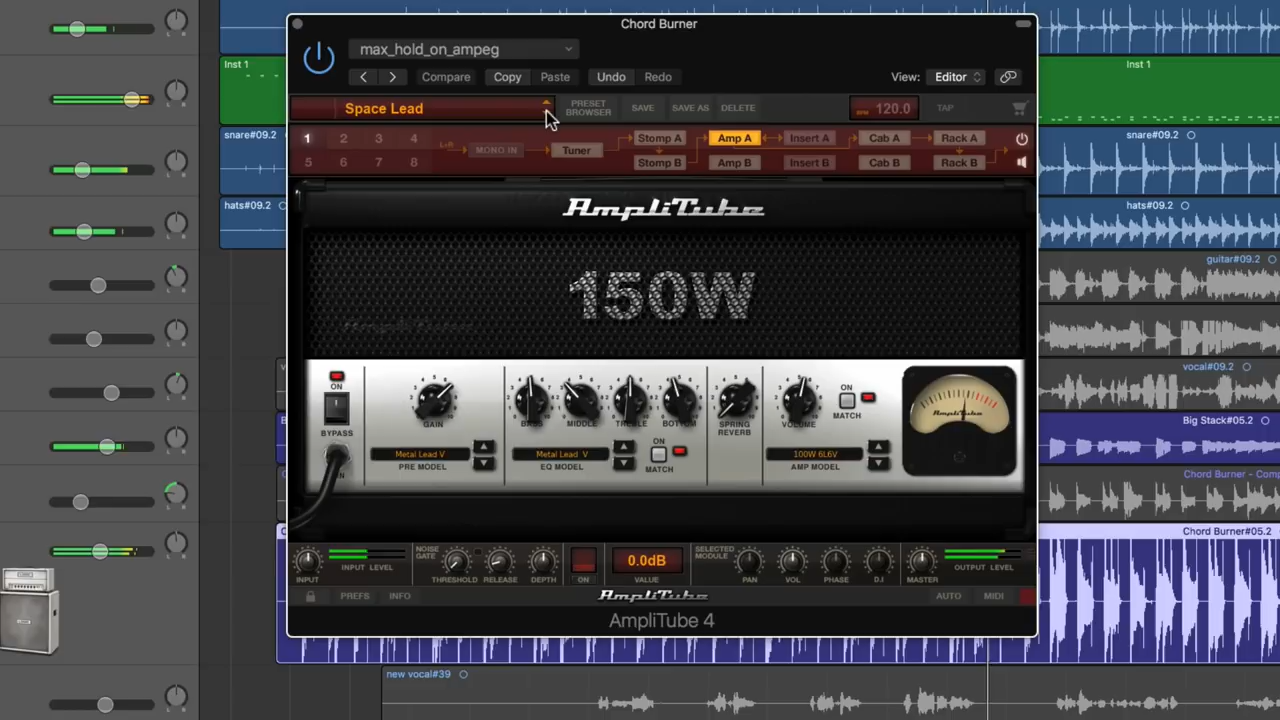 Chord Burner
max_hold_on_ampeg
Compare Copy Paste Undo Redo View: Editor
Space Lead PRESET BROWSER SAVE SAVE AS DELETE BPM 120.0 TAP
1 2 3 4 Left MONO IN Tuner Stomp A Amp A Insert A Cab A Rack A
5 6 7 8 Stomp B Amp B Insert B Cab B Rack B
AmpliTube
150W
ON
BYPASS
GAIN BASS MIDDLE TREBLE BOTTOM SPRING REVERB VOLUME ON MATCH
AmpliTube
Metal Lead V Metal Lead V ON 100W 6L6V
PRE MODEL EQ MODEL MATCH AMP MODEL
INPUT INPUT LEVEL NOISE GATE THRESHOLD RELEASE DEPTH ON 0.0dB VALUE SELECTED MODULE PAN VOL PHASE D.I MASTER OUTPUT LEVEL
PREFS INFO AmpliTube AUTO MIDI
AmpliTube 4
Inst 1
snare#09.2
hats#09.2
Inst 1
snare#09.2
hats#09.2
guitar#09.2
vocal#09.2
Big Stack#05.2
Chord Burner - Comp
Chord Burner#05.2
new vocal#39
L R